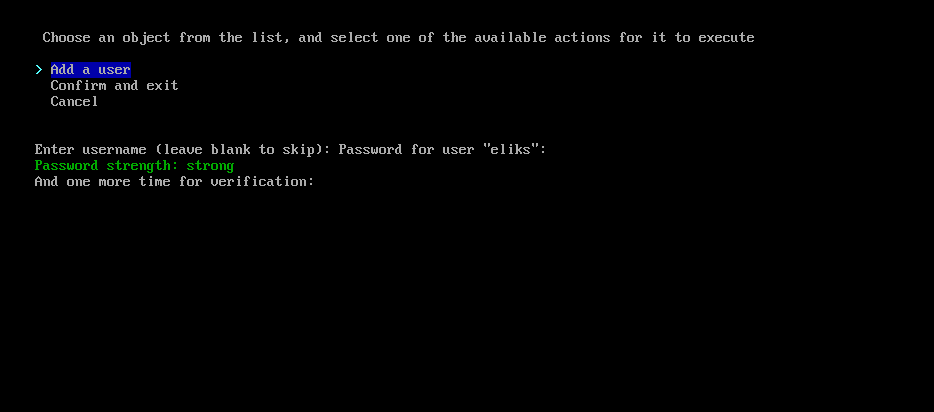 Choose an object from the list, and select one of the available actions for it to execute
> Add a user
Confirm and exit
Cancel
Enter username (leave blank to skip): Password for user "eliks":
Password strength: strong
And one more time for verification: